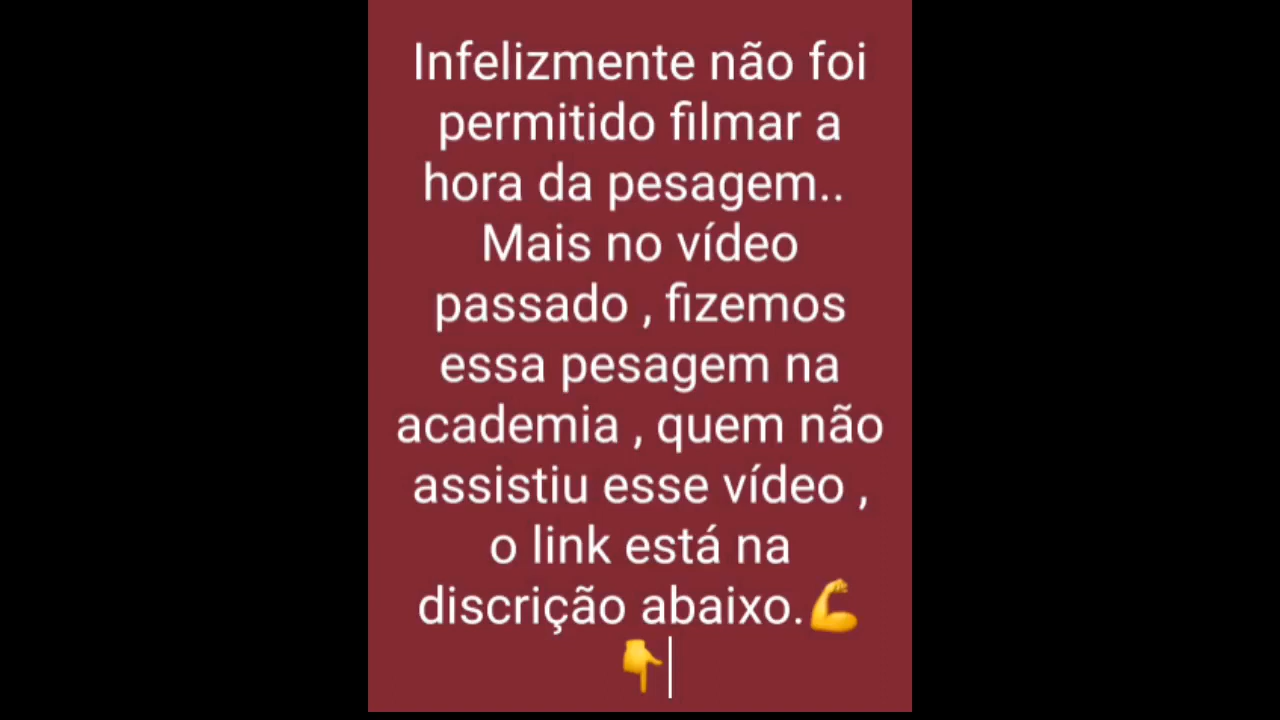 Infelizmente não foi
permitido filmar a
hora da pesagem..
Mais no vídeo
passado , fizemos
essa pesagem na
academia , quem não
assistiu esse vídeo ,
o link está na
discrição abaixo.💪
👇